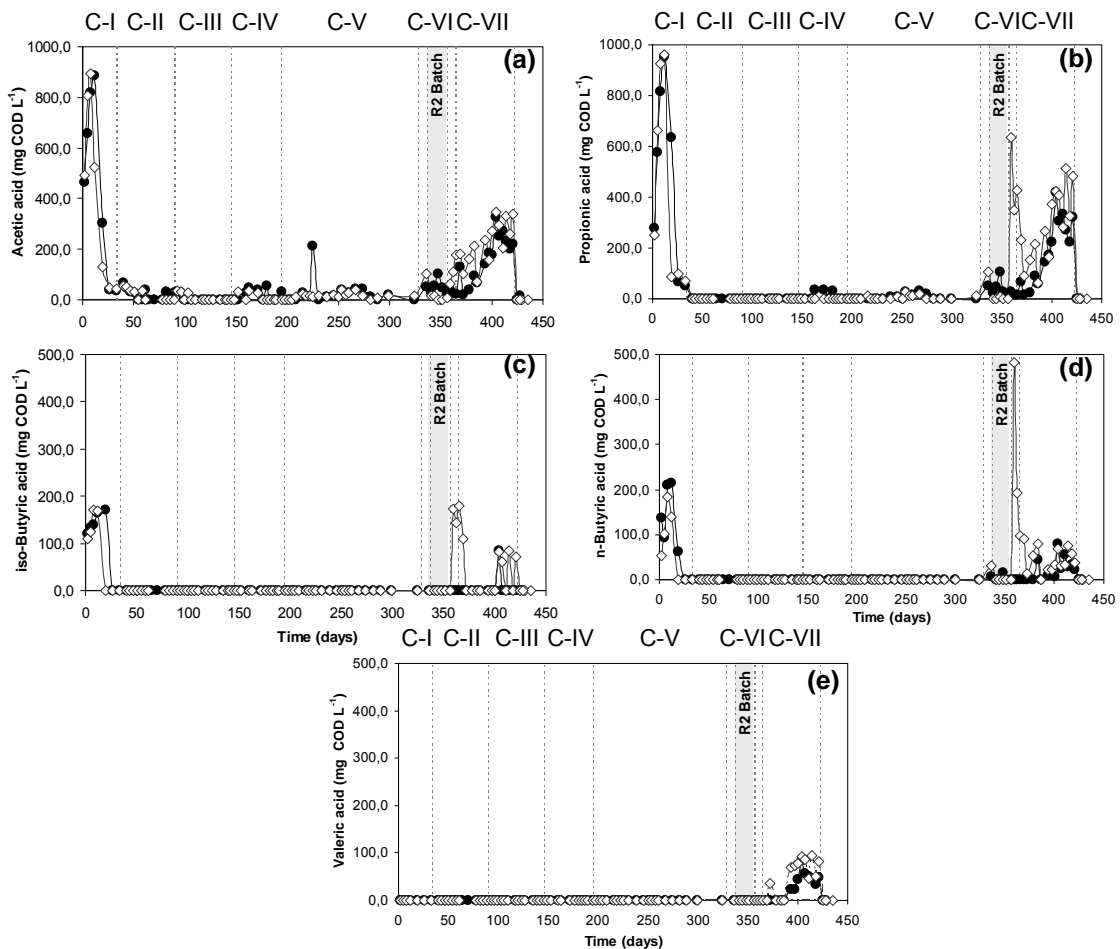 C-I C-II C-III C-IV C-V C-VI C-VII
C-I C-II C-III C-IV C-V C-VI C-VII
(a)
Acetic acid (mg COD L-1)
1000,0
800,0
600,0
400,0
200,0
0,0
R2 Batch
0 50 100 150 200 250 300 350 400 450
(b)
Propionic acid (mg COD L-1)
1000,0
800,0
600,0
400,0
200,0
0,0
R2 Batch
0 50 100 150 200 250 300 350 400 450
(c)
iso-Butyric acid (mg COD L-1)
500,0
400,0
300,0
200,0
100,0
0,0
R2 Batch
0 50 100 150 200 250 300 350 400 450
Time (days)
(d)
n-Butyric acid (mg COD L-1)
500,0
400,0
300,0
200,0
100,0
0,0
R2 Batch
0 50 100 150 200 250 300 350 400 450
Time (days)
C-I C-II C-III C-IV C-V C-VI C-VII
(e)
Valeric acid (mg COD L-1)
500,0
400,0
300,0
200,0
100,0
0,0
R2 Batch
0 50 100 150 200 250 300 350 400 450
Time (days)